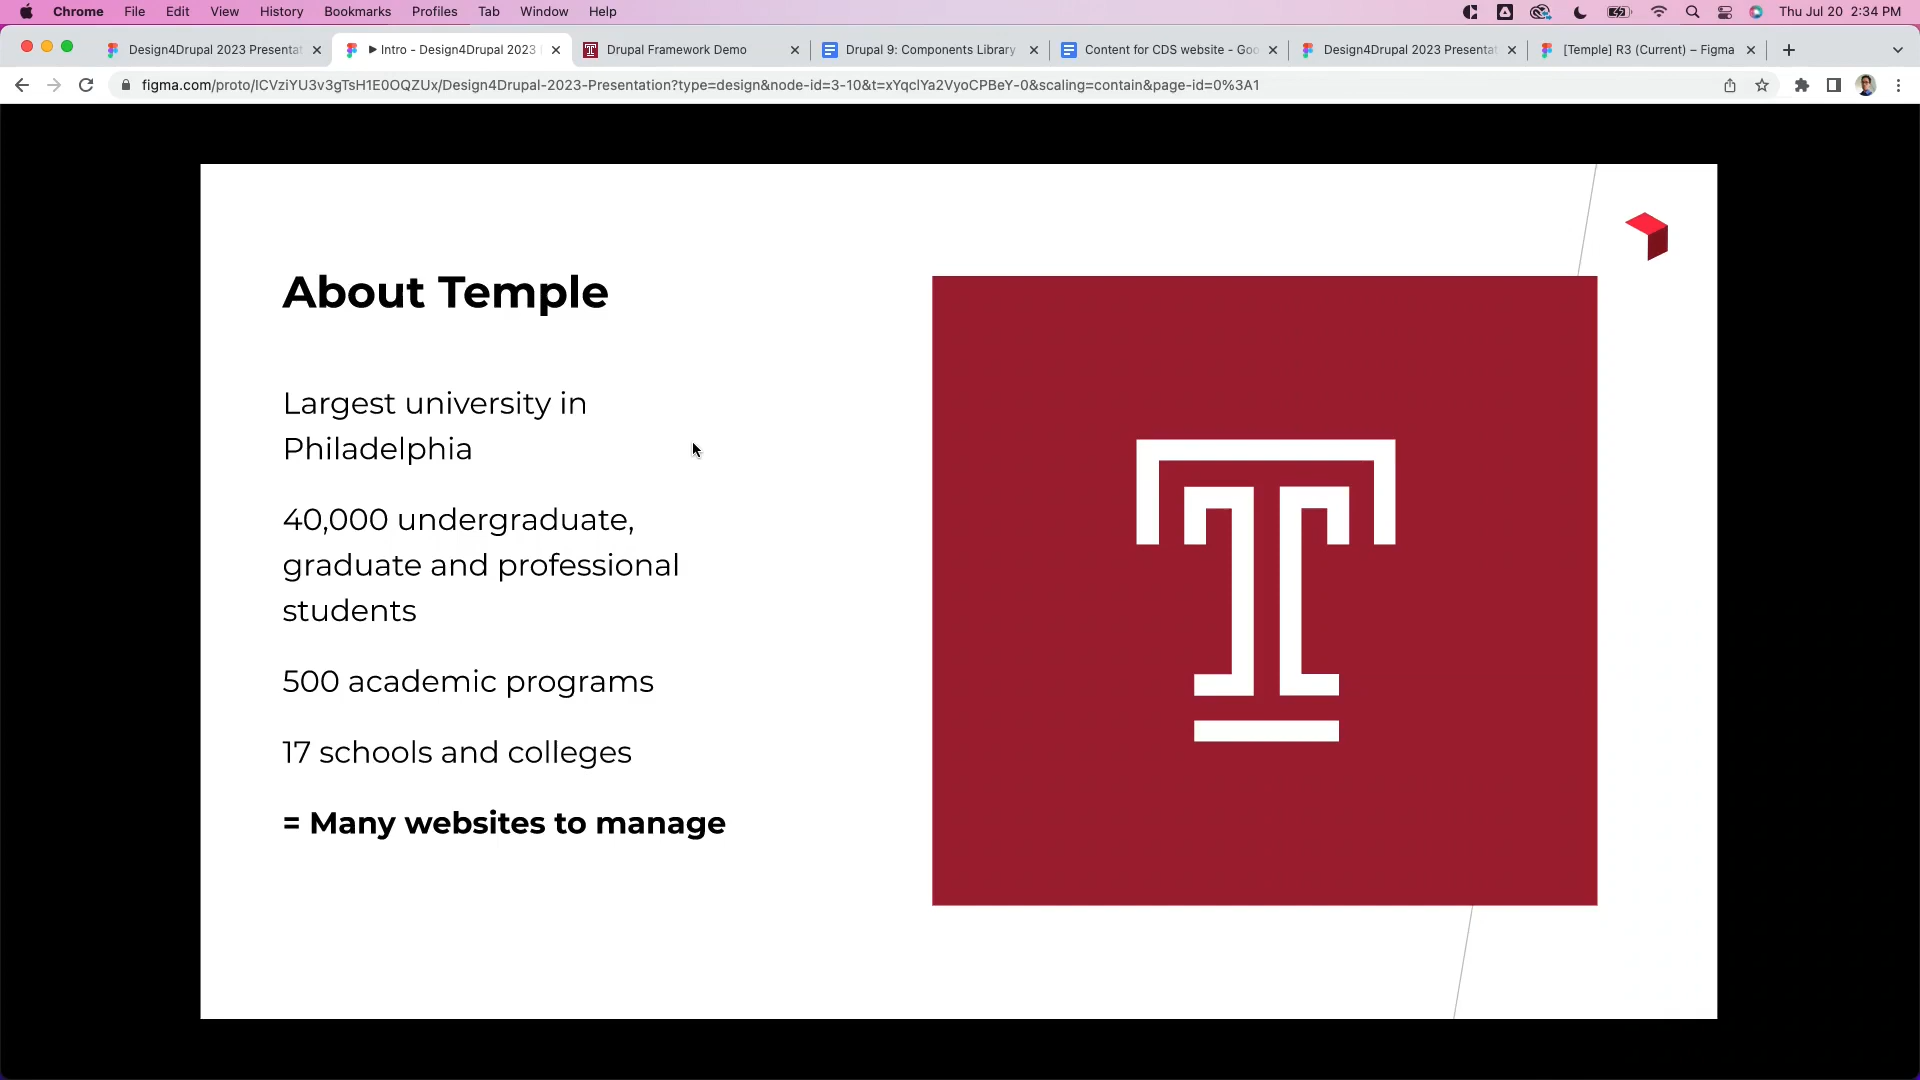 Chrome File Edit View History Bookmarks Profiles Tab Window Help Thu Jul 20 2:34 PM
Design4Drupal 2023 Presentat
Intro - Design4Drupal 2023
Drupal Framework Demo
Drupal 9: Components Library
Content for CDS website - Goo
Design4Drupal 2023 Presentat
[Temple] R3 (Current) – Figma
figma.com/proto/lCVziYU3v3gTsH1E0OQZUx/Design4Drupal-2023-Presentation?type=design&node-id=3-10&t=xYqclYa2VyoCPBeY-0&scaling=contain&page-id=0%3A1
About Temple
Largest university in
Philadelphia
40,000 undergraduate,
graduate and professional
students
500 academic programs
17 schools and colleges
= Many websites to manage
T